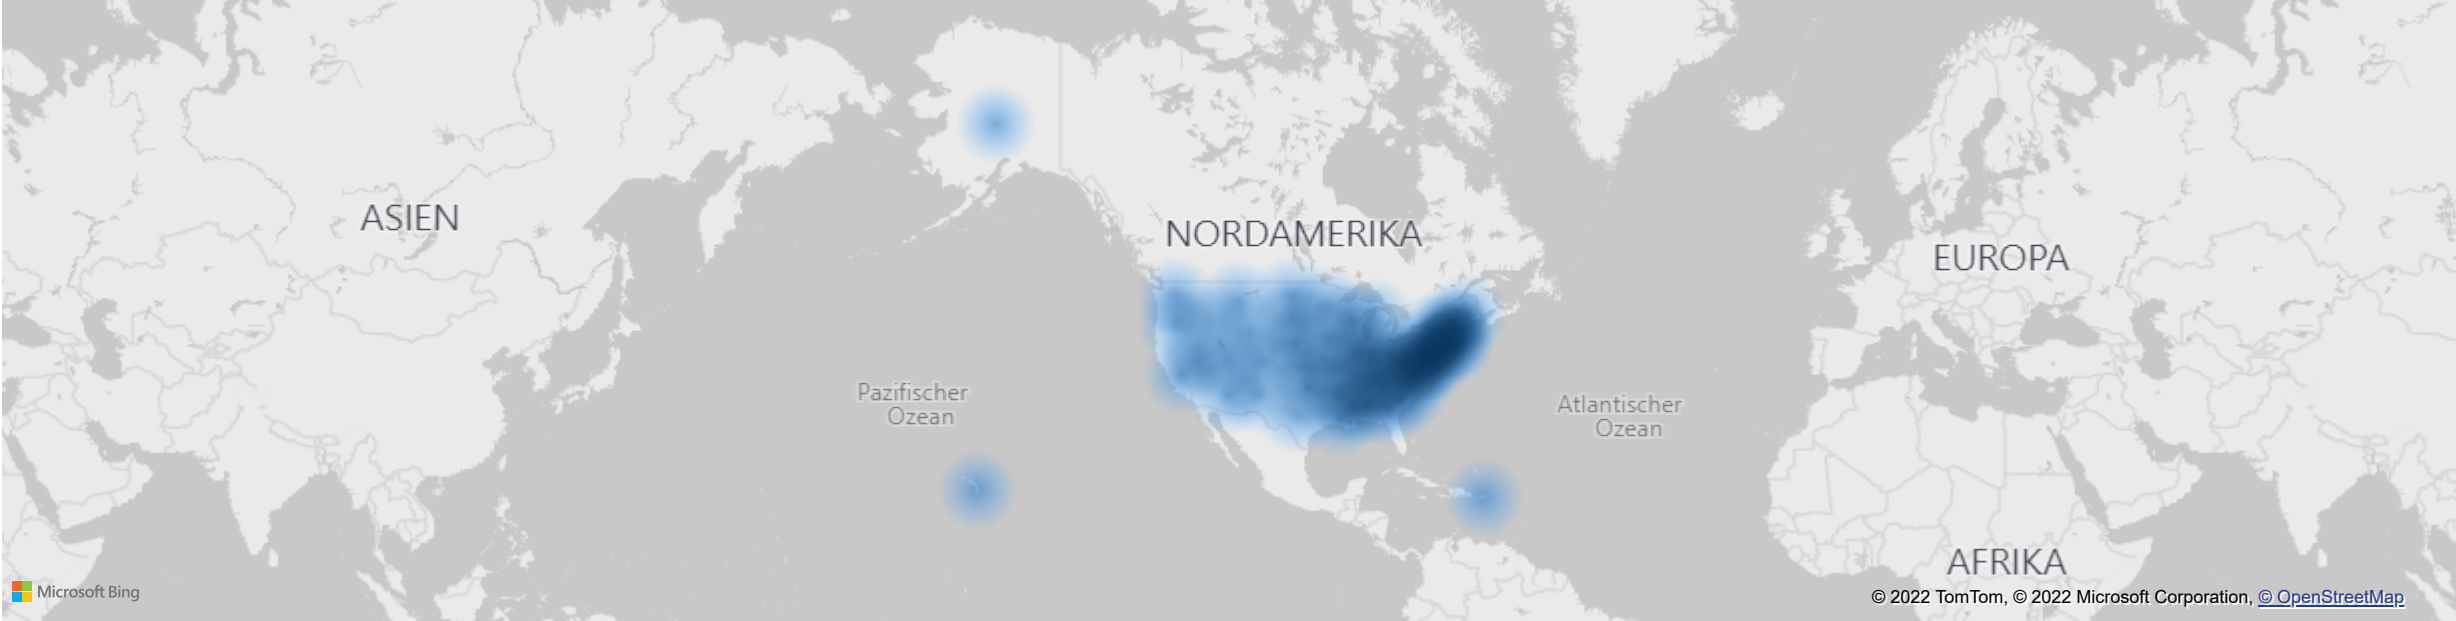 ASIEN
NORDAMERIKA
EUROPA
Pazifischer
Ozean
Atlantischer
Ozean
AFRIKA
Microsoft Bing
© 2022 TomTom, © 2022 Microsoft Corporation, © OpenStreetMap